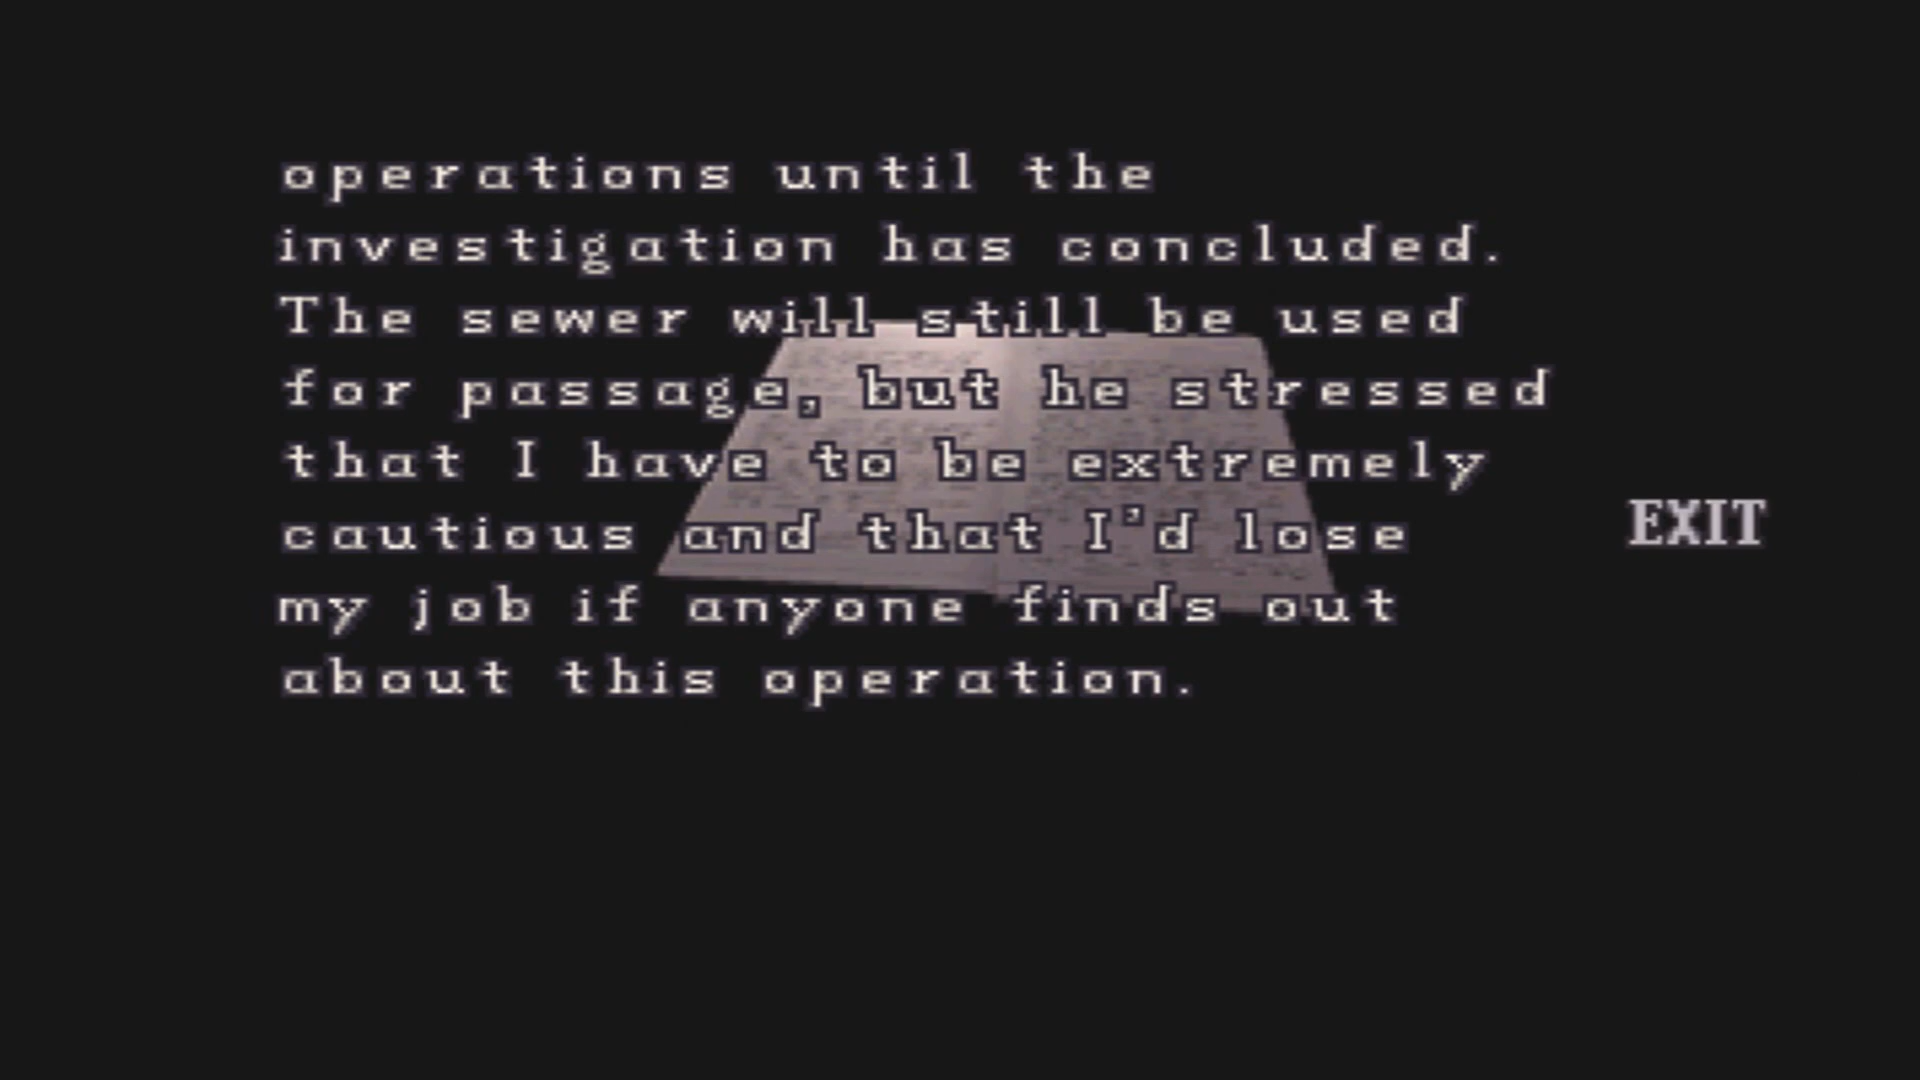 operations until the
investigation has concluded.
The sewer will still be used
for passage, but he stressed
that I have to be extremely
cautious and that I'd lose
my job if anyone finds out
about this operation.
EXIT